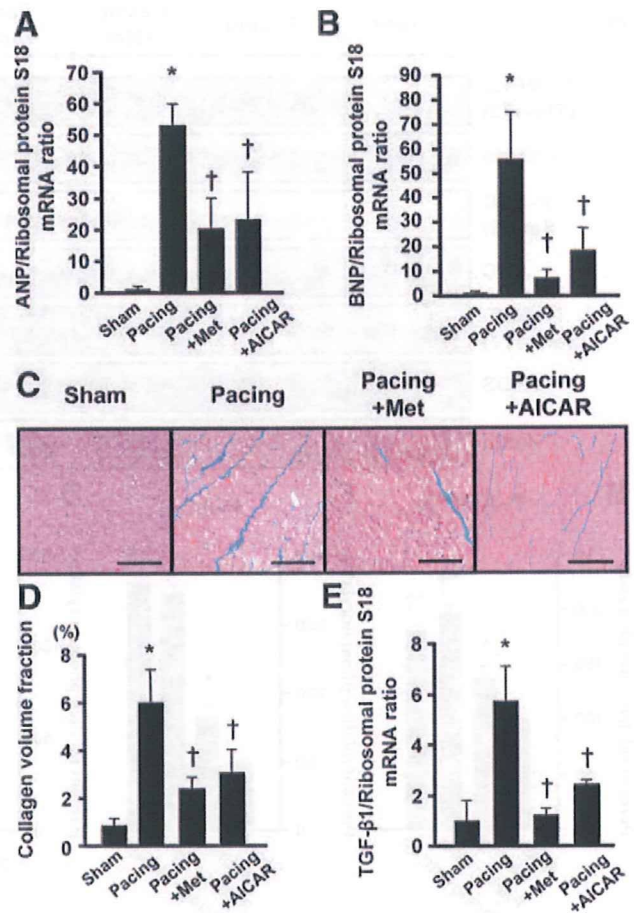 A
ANP/Ribosomal protein S18
mRNA ratio
70
60
50
40
30
20
10
0
*
†
†
Sham
Pacing
Pacing
+Met
Pacing
+AICAR
B
BNP/Ribosomal protein S18
mRNA ratio
90
80
70
60
50
40
30
20
10
0
*
†
†
Sham
Pacing
Pacing
+Met
Pacing
+AICAR
C
Sham
Pacing
Pacing
+Met
Pacing
+AICAR
D
(%)
Collagen volume fraction
8
6
4
2
0
*
†
†
Sham
Pacing
Pacing
+Met
Pacing
+AICAR
E
TGF-β1/Ribosomal protein S18
mRNA ratio
8
6
4
2
0
*
†
†
Sham
Pacing
Pacing
+Met
Pacing
+AICAR